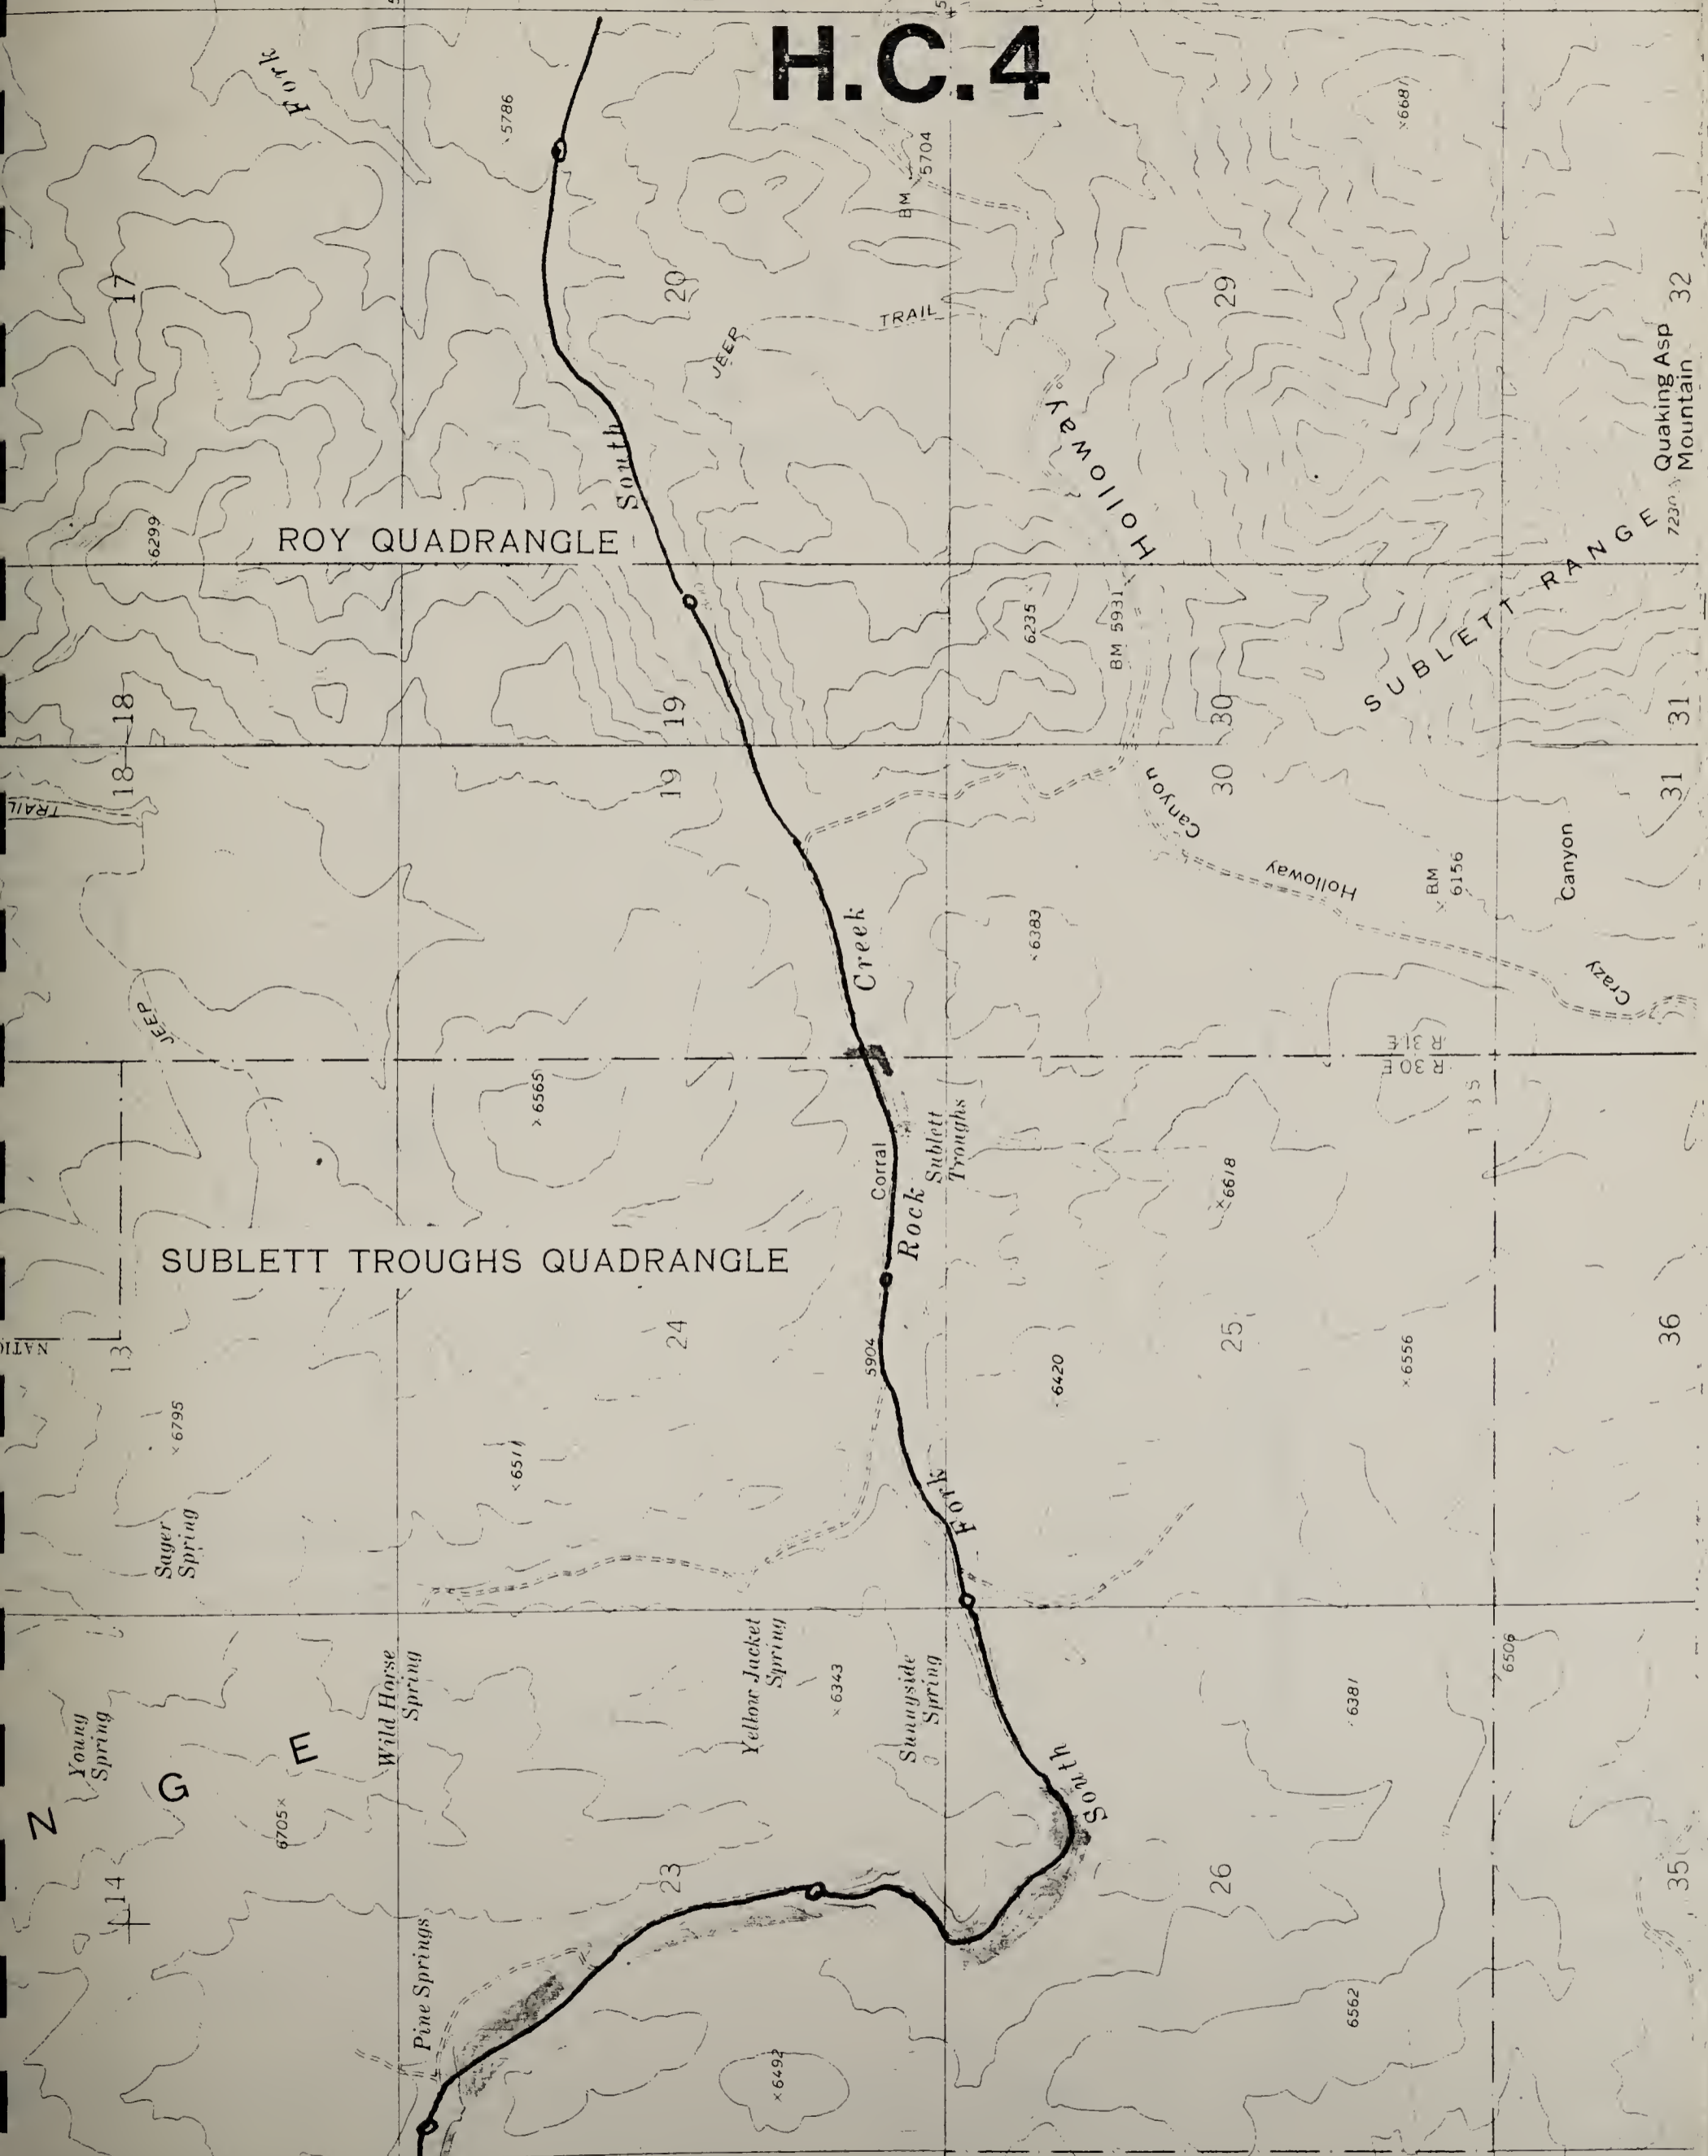 H.C.4
Fork
×5786
BM 5704
×6681
17
20
29
32
JEEP TRAIL
Holloway
Quaking Asp
Mountain
7230
South
ROY QUADRANGLE
×6299
6235
BM 5931
SUBLETT RANGE
18
19
30
31
18
19
30
31
TRAIL
Canyon
Holloway
BM
6156
Canyon
Crazy
Creek
×6383
JEEP
R 31 E
R 30 E
×6565
Corral
Sublett
Troughs
Rock
×6618
SUBLETT TROUGHS QUADRANGLE
13
24
25
36
5904
×6420
×6556
×6795
×6511
Sager
Spring
Fork
Young
Spring
Wild Horse
Spring
Yellow Jacket
Spring
×6343
Sunnyside
Spring
6381
6506
N G E
6705×
South
14
23
26
35
Pine Springs
×6492
6562